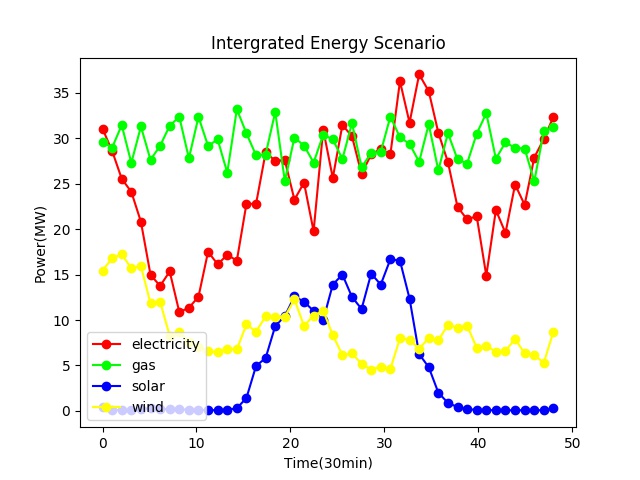 Intergrated Energy Scenario
Power(MW)
35
30
25
20
15
10
5
0
electricity
gas
solar
wind
0 10 20 30 40 50
Time(30min)